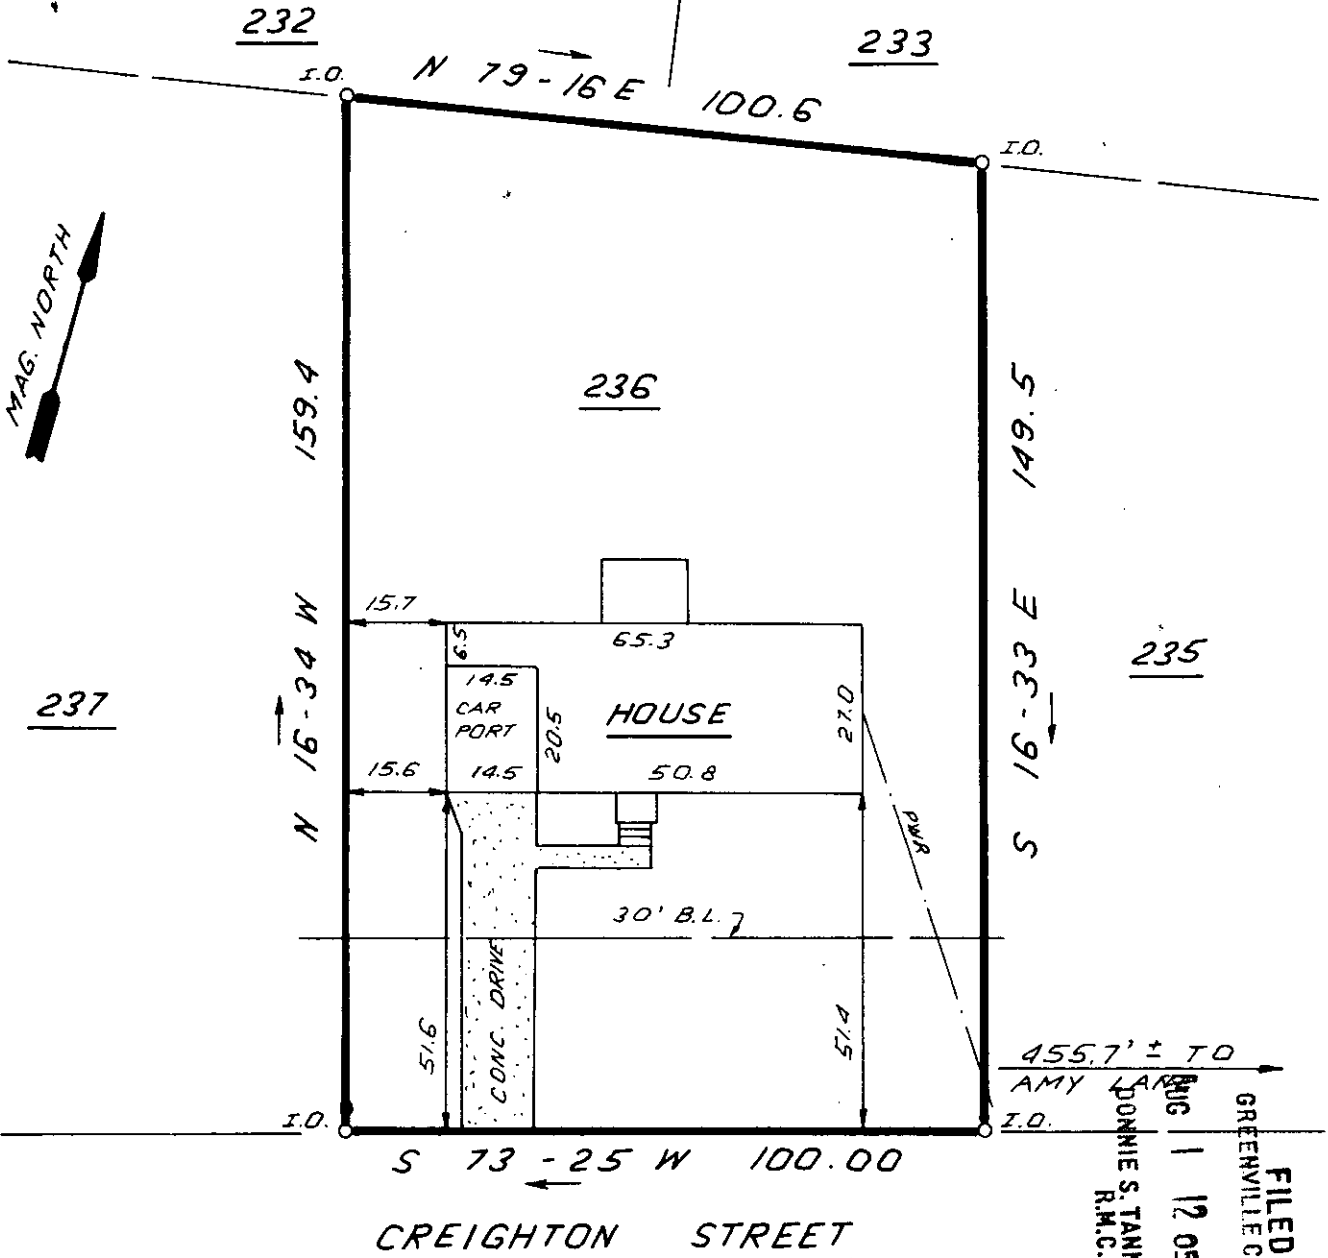 232
233
I.O.
N 79-16 E 100.6
I.O.
MAG. NORTH
N 16-34 W 159.4
236
S 16-33 E 149.5
15.7
6.5
65.3
235
237
14.5
CAR
PORT
20.5
HOUSE
27.0
15.6
14.5
50.8
PWR
30' B.L.
51.6
CONC. DRIVE
51.4
455.7' ± TO
AMY LANE
I.O.
I.O.
S 73-25 W 100.00
CREIGHTON STREET
FILED
GREENVILLE C
AUG 1 12 05
DONNIE S. TANK
R.M.C.